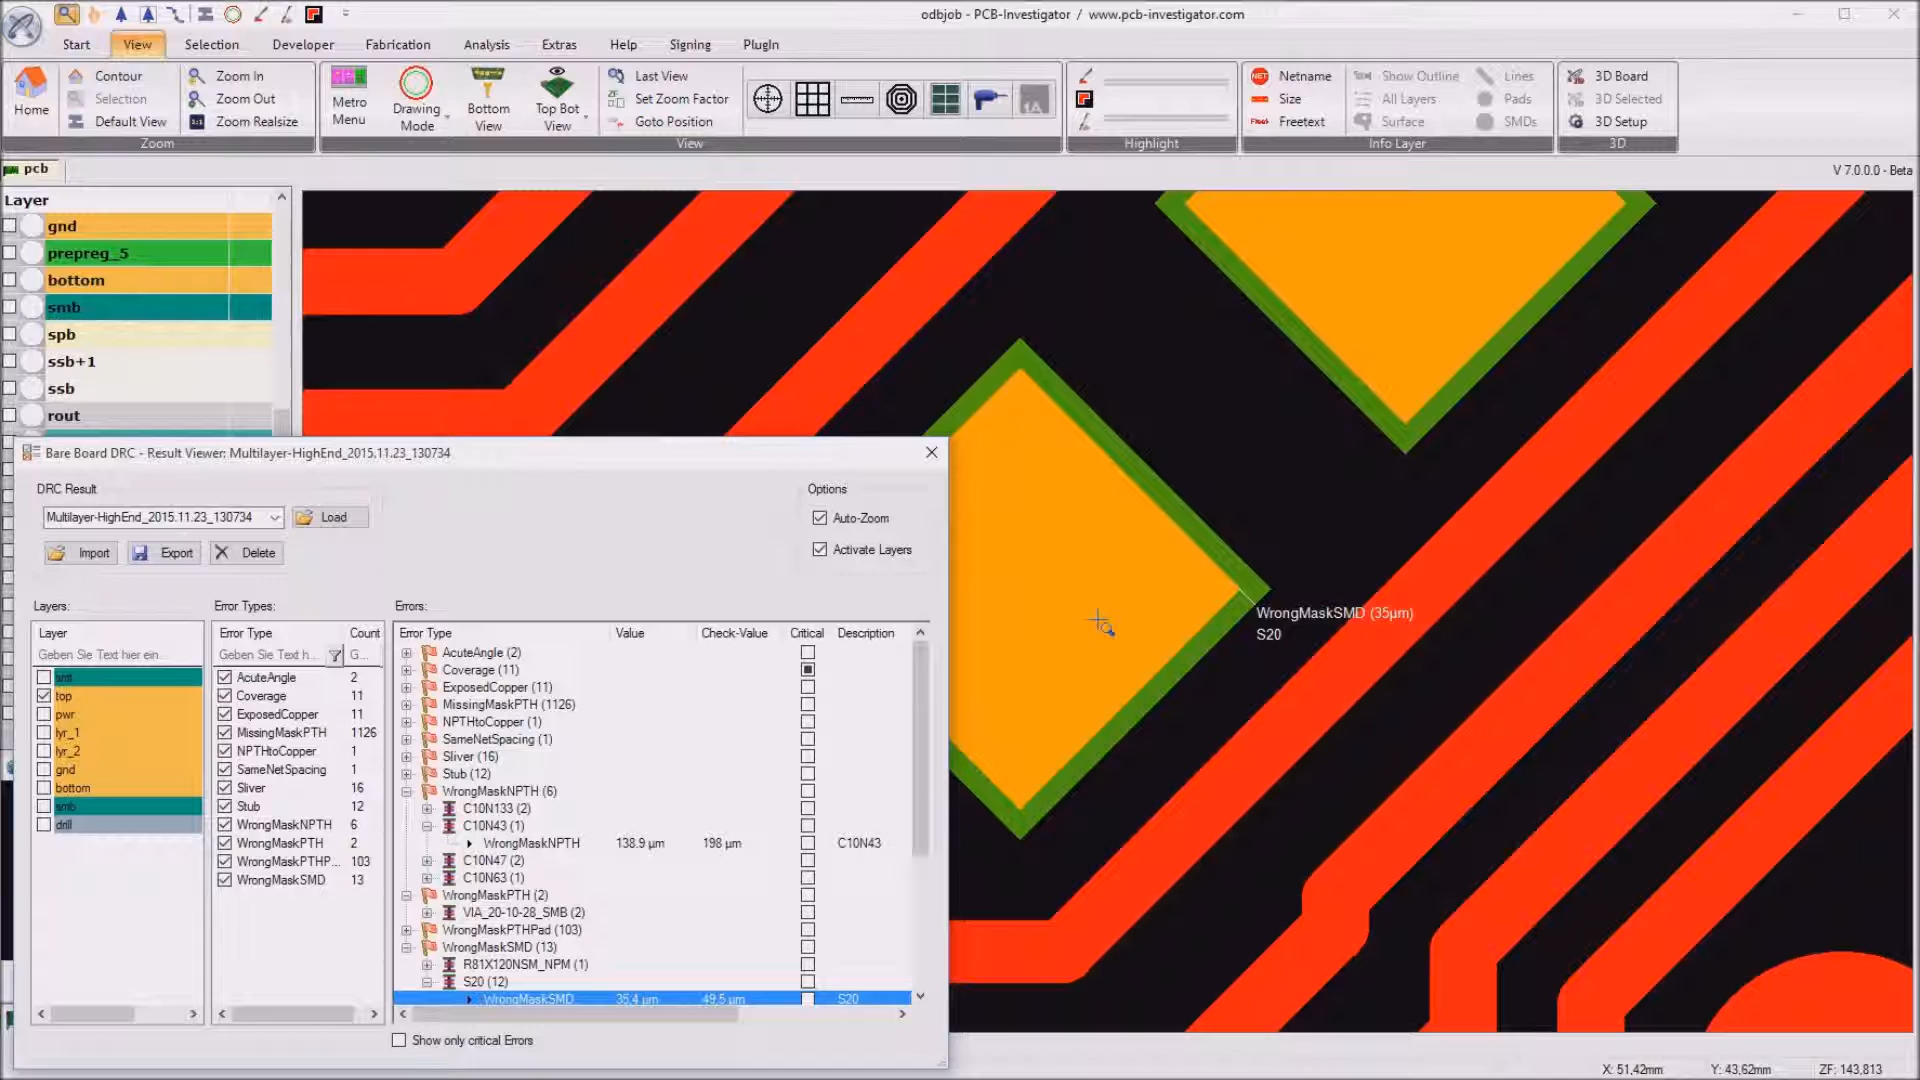 odbjob - PCB-Investigator / www.pcb-investigator.com
Start View Selection Developer Fabrication Analysis Extras Help Signing PlugIn
Home
Contour
Selection
Default View
Zoom In
Zoom Out
Zoom Realsize
Zoom
Metro Menu
Drawing Mode
Bottom View
Top Bot View
Last View
Set Zoom Factor
Goto Position
1A
View
Highlight
Netname
Size
Freetext
Show Outline
All Layers
Surface
Lines
Pads
SMDs
Info Layer
3D Board
3D Selected
3D Setup
3D
pcb
V 7.0.0.0 - Beta
Layer
gnd
prepreg_5
bottom
smb
spb
ssb+1
ssb
rout
Bare Board DRC - Result Viewer: Multilayer-HighEnd_2015.11.23_130734
DRC Result
Multilayer-HighEnd_2015.11.23_130734 Load
Import Export Delete
Options
Auto-Zoom
Activate Layers
Layers:
Layer
Geben Sie Text hier ein...
smt
top
pwr
lyr_1
lyr_2
gnd
bottom
smb
drill
Error Types:
Error Type Count
Geben Sie Text h... G...
AcuteAngle 2
Coverage 11
ExposedCopper 11
MissingMaskPTH 1126
NPTHtoCopper 1
SameNetSpacing 1
Sliver 16
Stub 12
WrongMaskNPTH 6
WrongMaskPTH 2
WrongMaskPTHP... 103
WrongMaskSMD 13
Errors:
Error Type Value Check-Value Critical Description
AcuteAngle (2)
Coverage (11)
ExposedCopper (11)
MissingMaskPTH (1126)
NPTHtoCopper (1)
SameNetSpacing (1)
Sliver (16)
Stub (12)
WrongMaskNPTH (6)
C10N133 (2)
C10N43 (1)
WrongMaskNPTH 138.9 µm 198 µm C10N43
C10N47 (2)
C10N63 (1)
WrongMaskPTH (2)
VIA_20-10-28_SMB (2)
WrongMaskPTHPad (103)
WrongMaskSMD (13)
R81X120NSM_NPM (1)
S20 (12)
WrongMaskSMD 35,4 µm 49,5 µm S20
Show only critical Errors
WrongMaskSMD (35µm)
S20
X: 51,42mm Y: 43,62mm ZF: 143,813